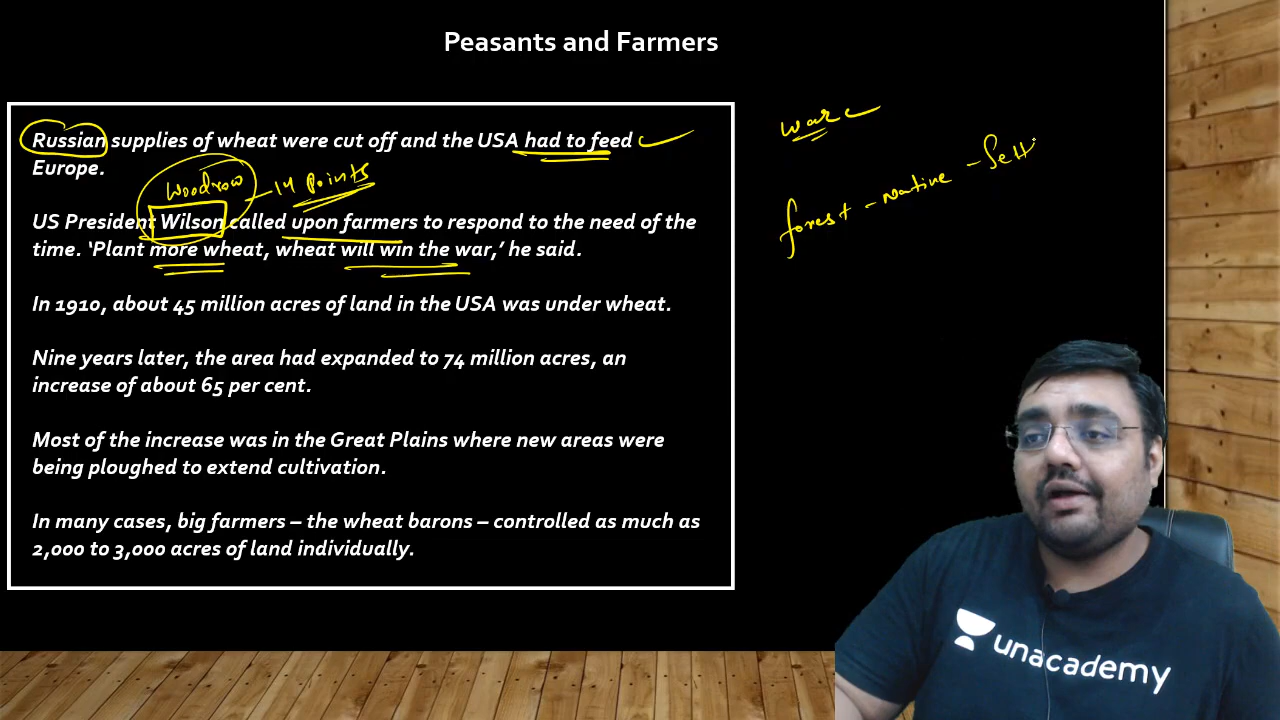 Peasants and Farmers
Russian supplies of wheat were cut off and the USA had to feed
Europe.
Woodrow - 14 points
US President Wilson called upon farmers to respond to the need of the
time. ‘Plant more wheat, wheat will win the war,’ he said.
In 1910, about 45 million acres of land in the USA was under wheat.
Nine years later, the area had expanded to 74 million acres, an
increase of about 65 per cent.
Most of the increase was in the Great Plains where new areas were
being ploughed to extend cultivation.
In many cases, big farmers – the wheat barons – controlled as much as
2,000 to 3,000 acres of land individually.
war
forest - native - Sett
unacademy